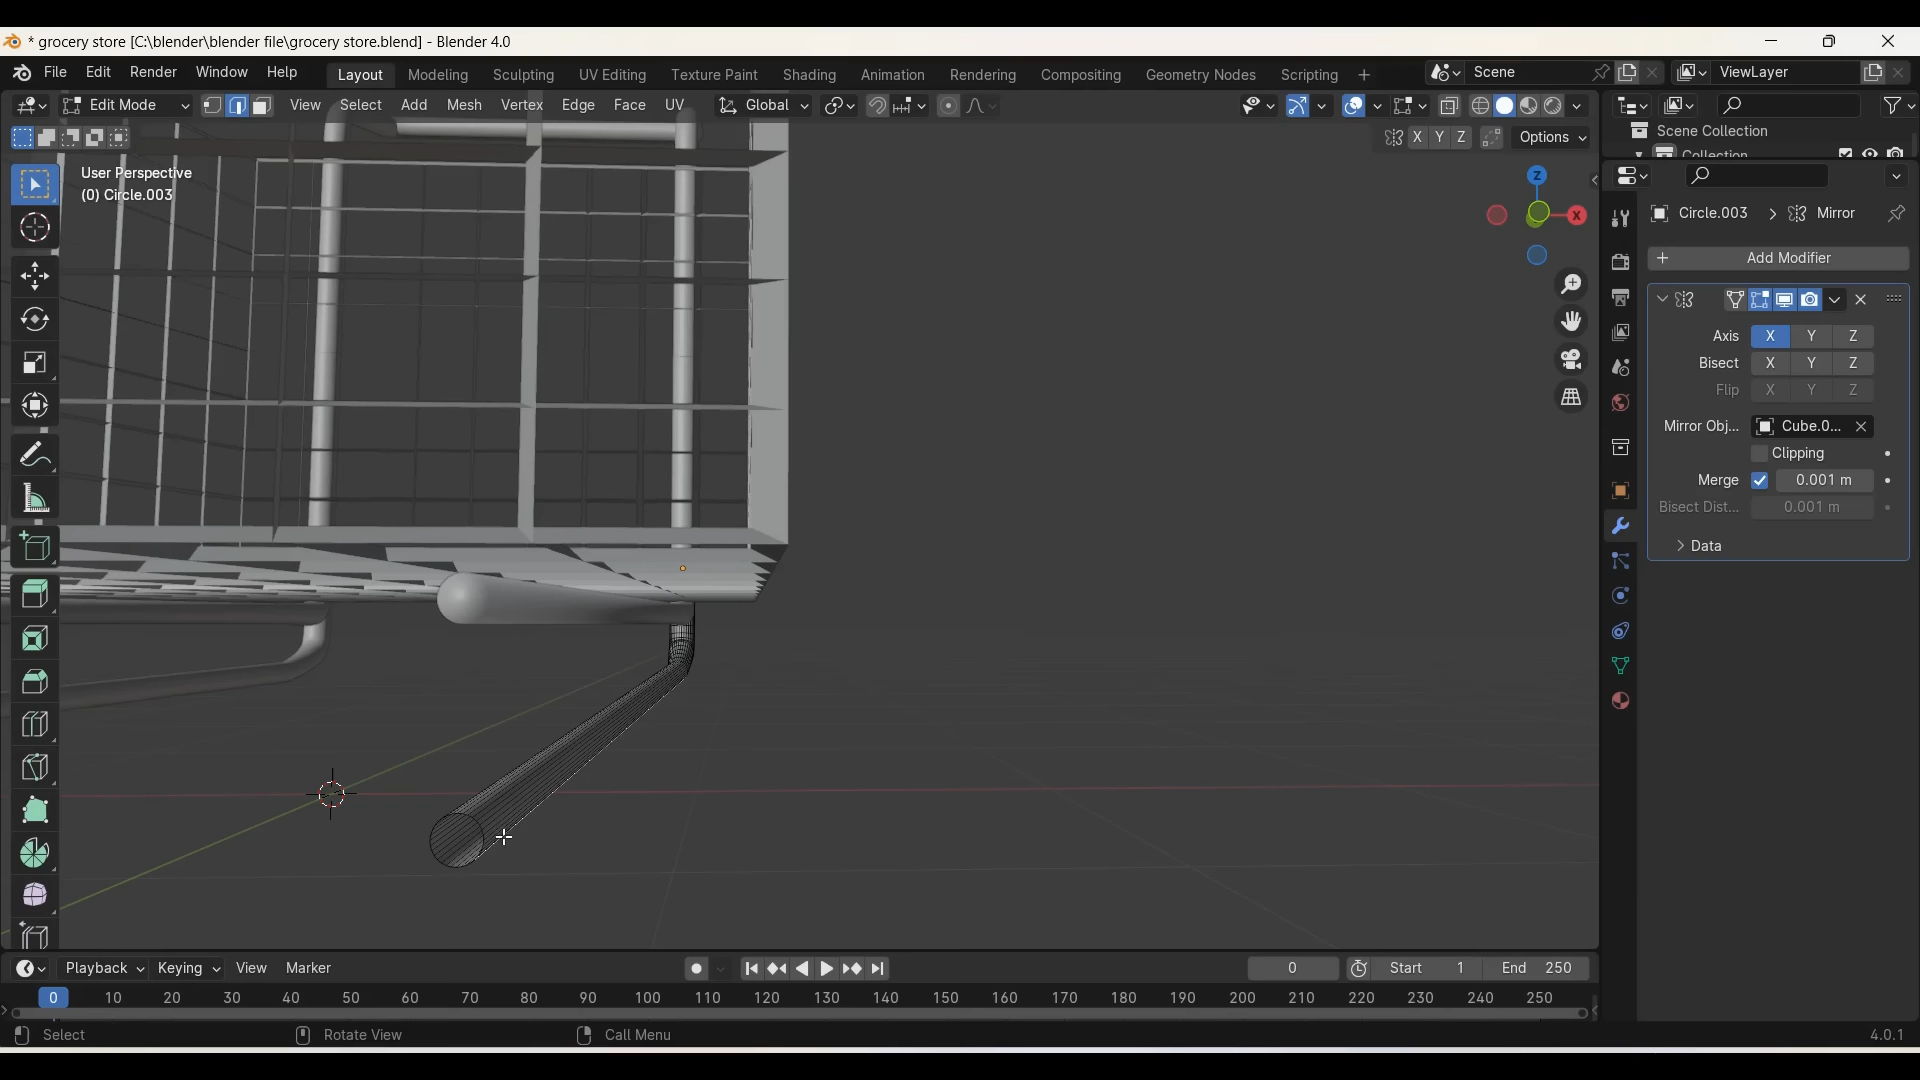 * grocery store [C:\blender\blender file\grocery store.blend] - Blender 4.0
File Edit Render Window Help Layout Modeling Sculpting UV Editing Texture Paint Shading Animation Rendering Compositing Geometry Nodes Scripting + Scene ViewLayer
Edit Mode View Select Add Mesh Vertex Edge Face UV Global
X Y Z Options
Scene Collection
Collection
User Perspective
(0) Circle.003
Z
X
Circle.003 > Mirror
+ Add Modifier
Axis X Y Z
Bisect X Y Z
Flip X Y Z
Mirror Obj... Cube.0...
Clipping
Merge 0.001 m
Bisect Dist... 0.001 m
Data
Playback Keying View Marker 0 Start 1 End 250
0 10 20 30 40 50 60 70 80 90 100 110 120 130 140 150 160 170 180 190 200 210 220 230 240 250
Select Rotate View Call Menu 4.0.1